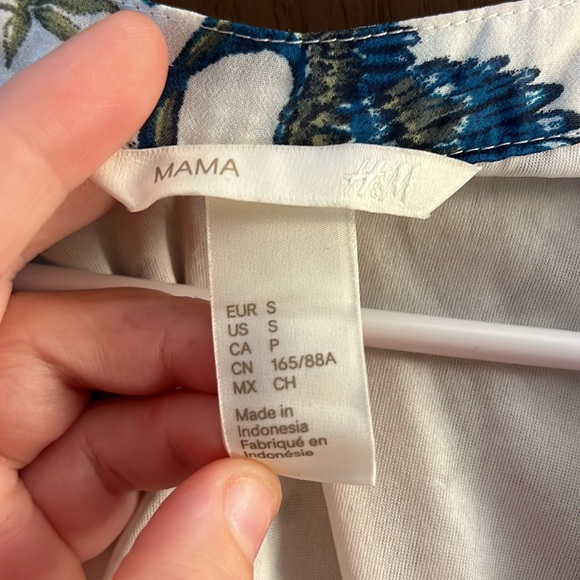 MAMA H&M
EUR S
US S
CA P
CN 165/88A
MX CH
Made in
Indonesia
Fabriqué en
Indonésie